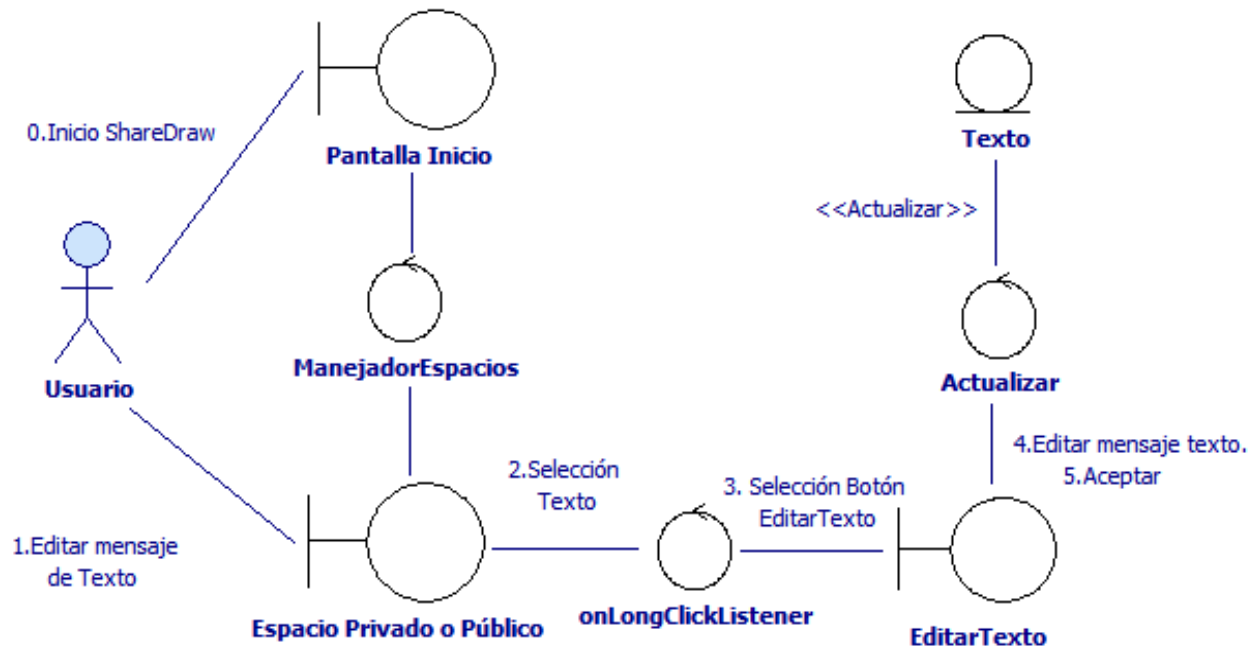 0.Inicio ShareDraw
Pantalla Inicio
Texto
<<Actualizar>>
Usuario
ManejadorEspacios
Actualizar
1.Editar mensaje
de Texto
2.Selección
Texto
3. Selección Botón
EditarTexto
4.Editar mensaje texto.
5.Aceptar
Espacio Privado o Público
onLongClickListener
EditarTexto